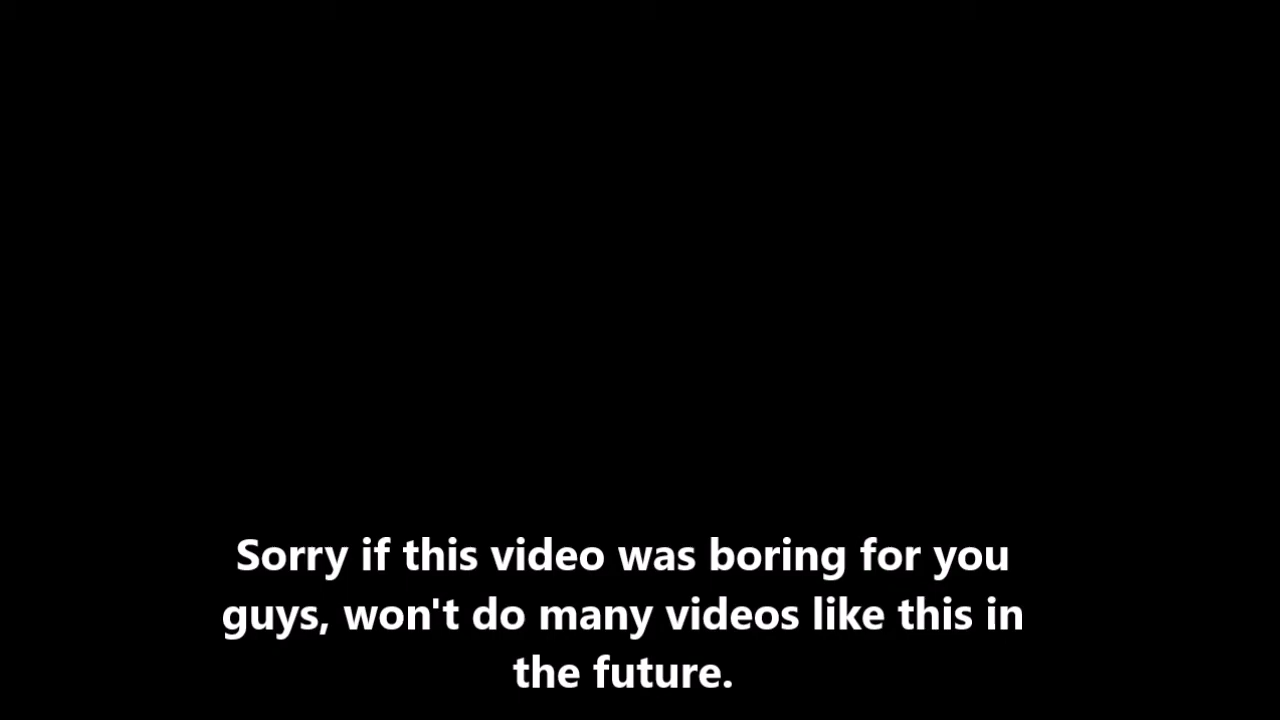 Sorry if this video was boring for you
guys, won't do many videos like this in
the future.